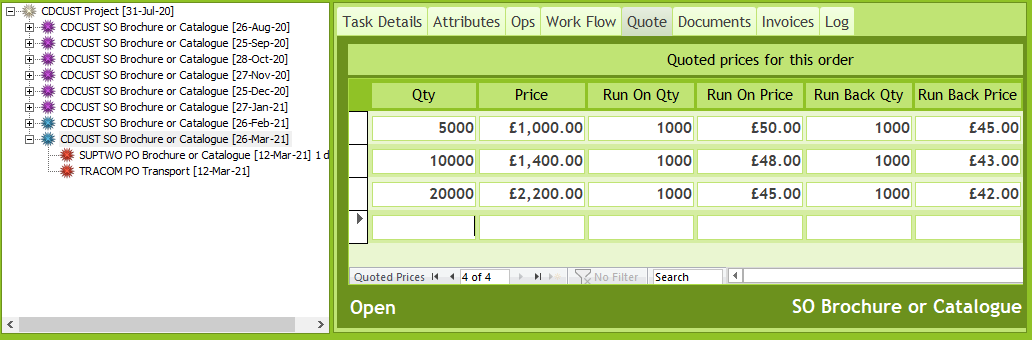 CDCUST Project [31-Jul-20]
CDCUST SO Brochure or Catalogue [26-Aug-20]
CDCUST SO Brochure or Catalogue [25-Sep-20]
CDCUST SO Brochure or Catalogue [28-Oct-20]
CDCUST SO Brochure or Catalogue [27-Nov-20]
CDCUST SO Brochure or Catalogue [25-Dec-20]
CDCUST SO Brochure or Catalogue [27-Jan-21]
CDCUST SO Brochure or Catalogue [26-Feb-21]
CDCUST SO Brochure or Catalogue [26-Mar-21]
SUPTWO PO Brochure or Catalogue [12-Mar-21] 1 d
TRACOM PO Transport [12-Mar-21]
Task Details Attributes Ops Work Flow Quote Documents Invoices Log
Quoted prices for this order
Qty Price Run On Qty Run On Price Run Back Qty Run Back Price
5000 £1,000.00 1000 £50.00 1000 £45.00
10000 £1,400.00 1000 £48.00 1000 £43.00
20000 £2,200.00 1000 £45.00 1000 £42.00
Quoted Prices 4 of 4 No Filter Search
Open SO Brochure or Catalogue